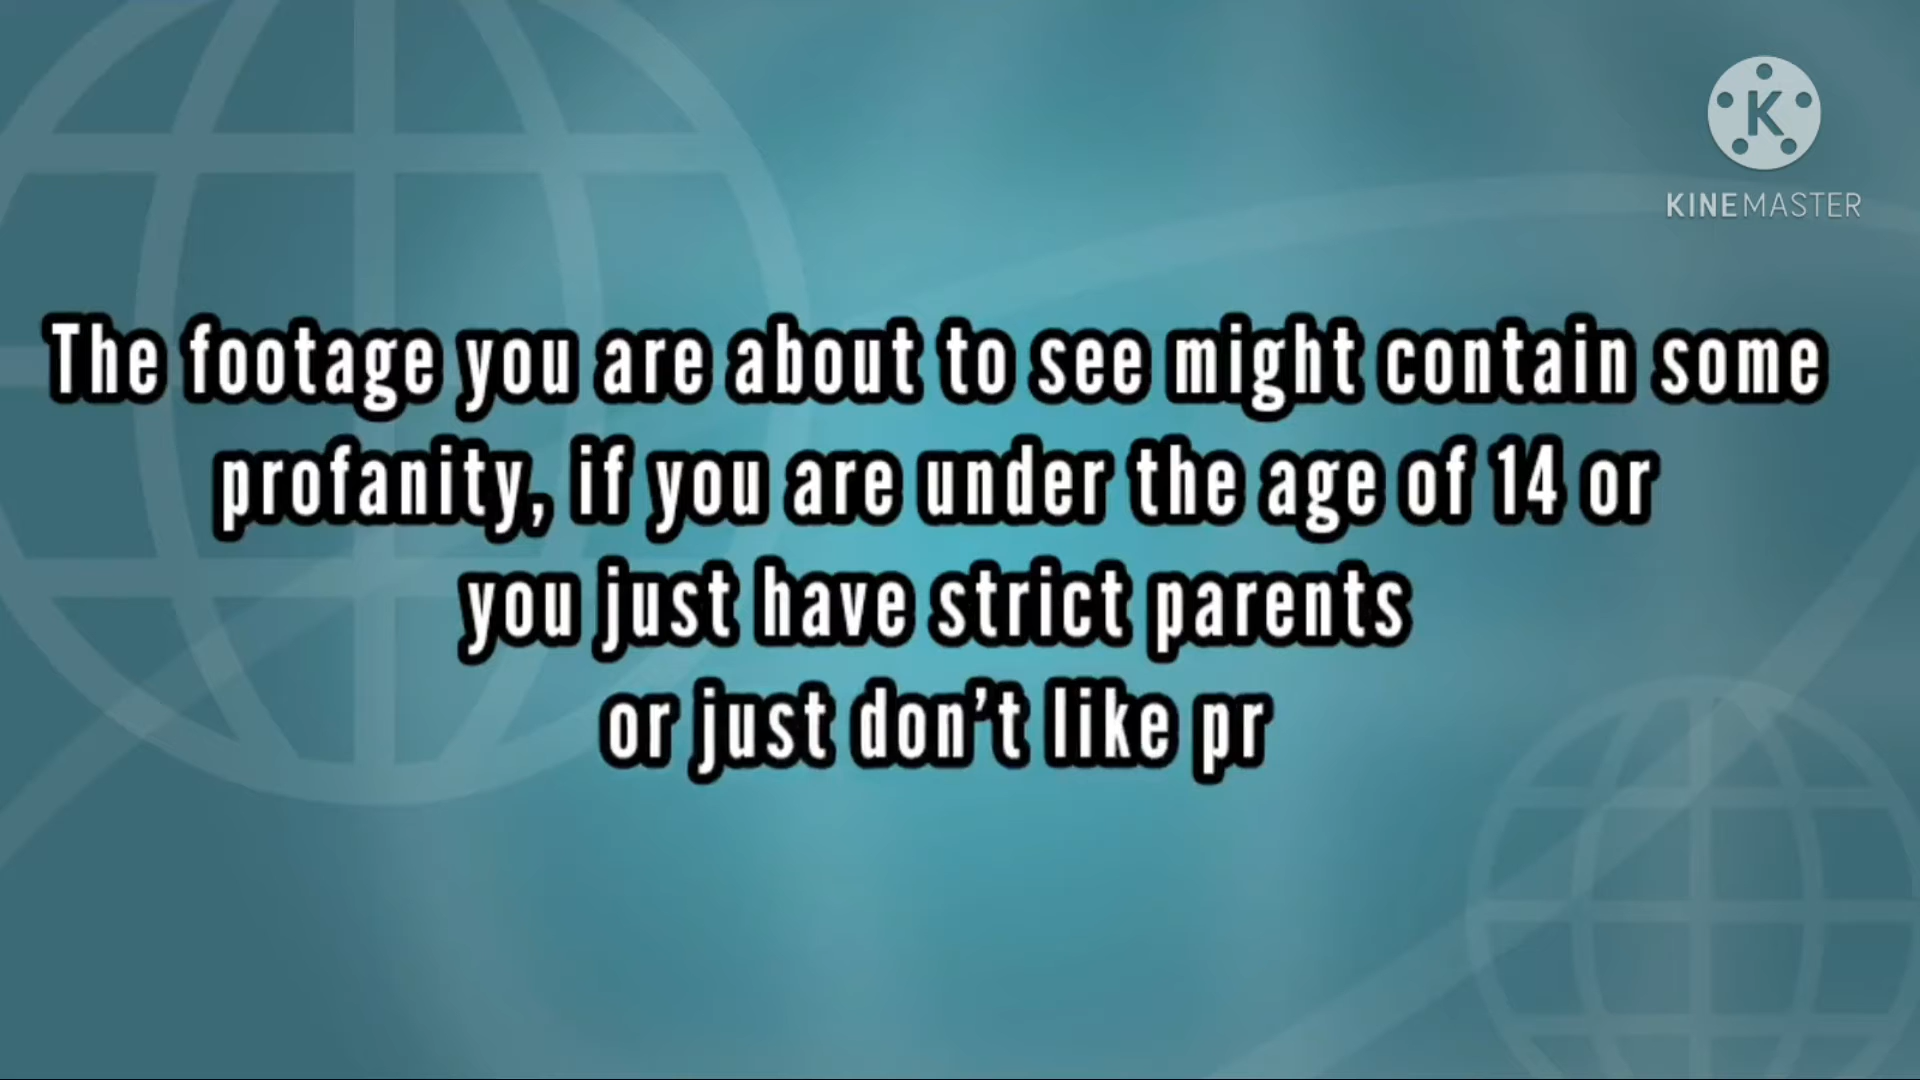 K
KINEMASTER
The footage you are about to see might contain some
profanity, if you are under the age of 14 or
you just have strict parents
or just don’t like pr